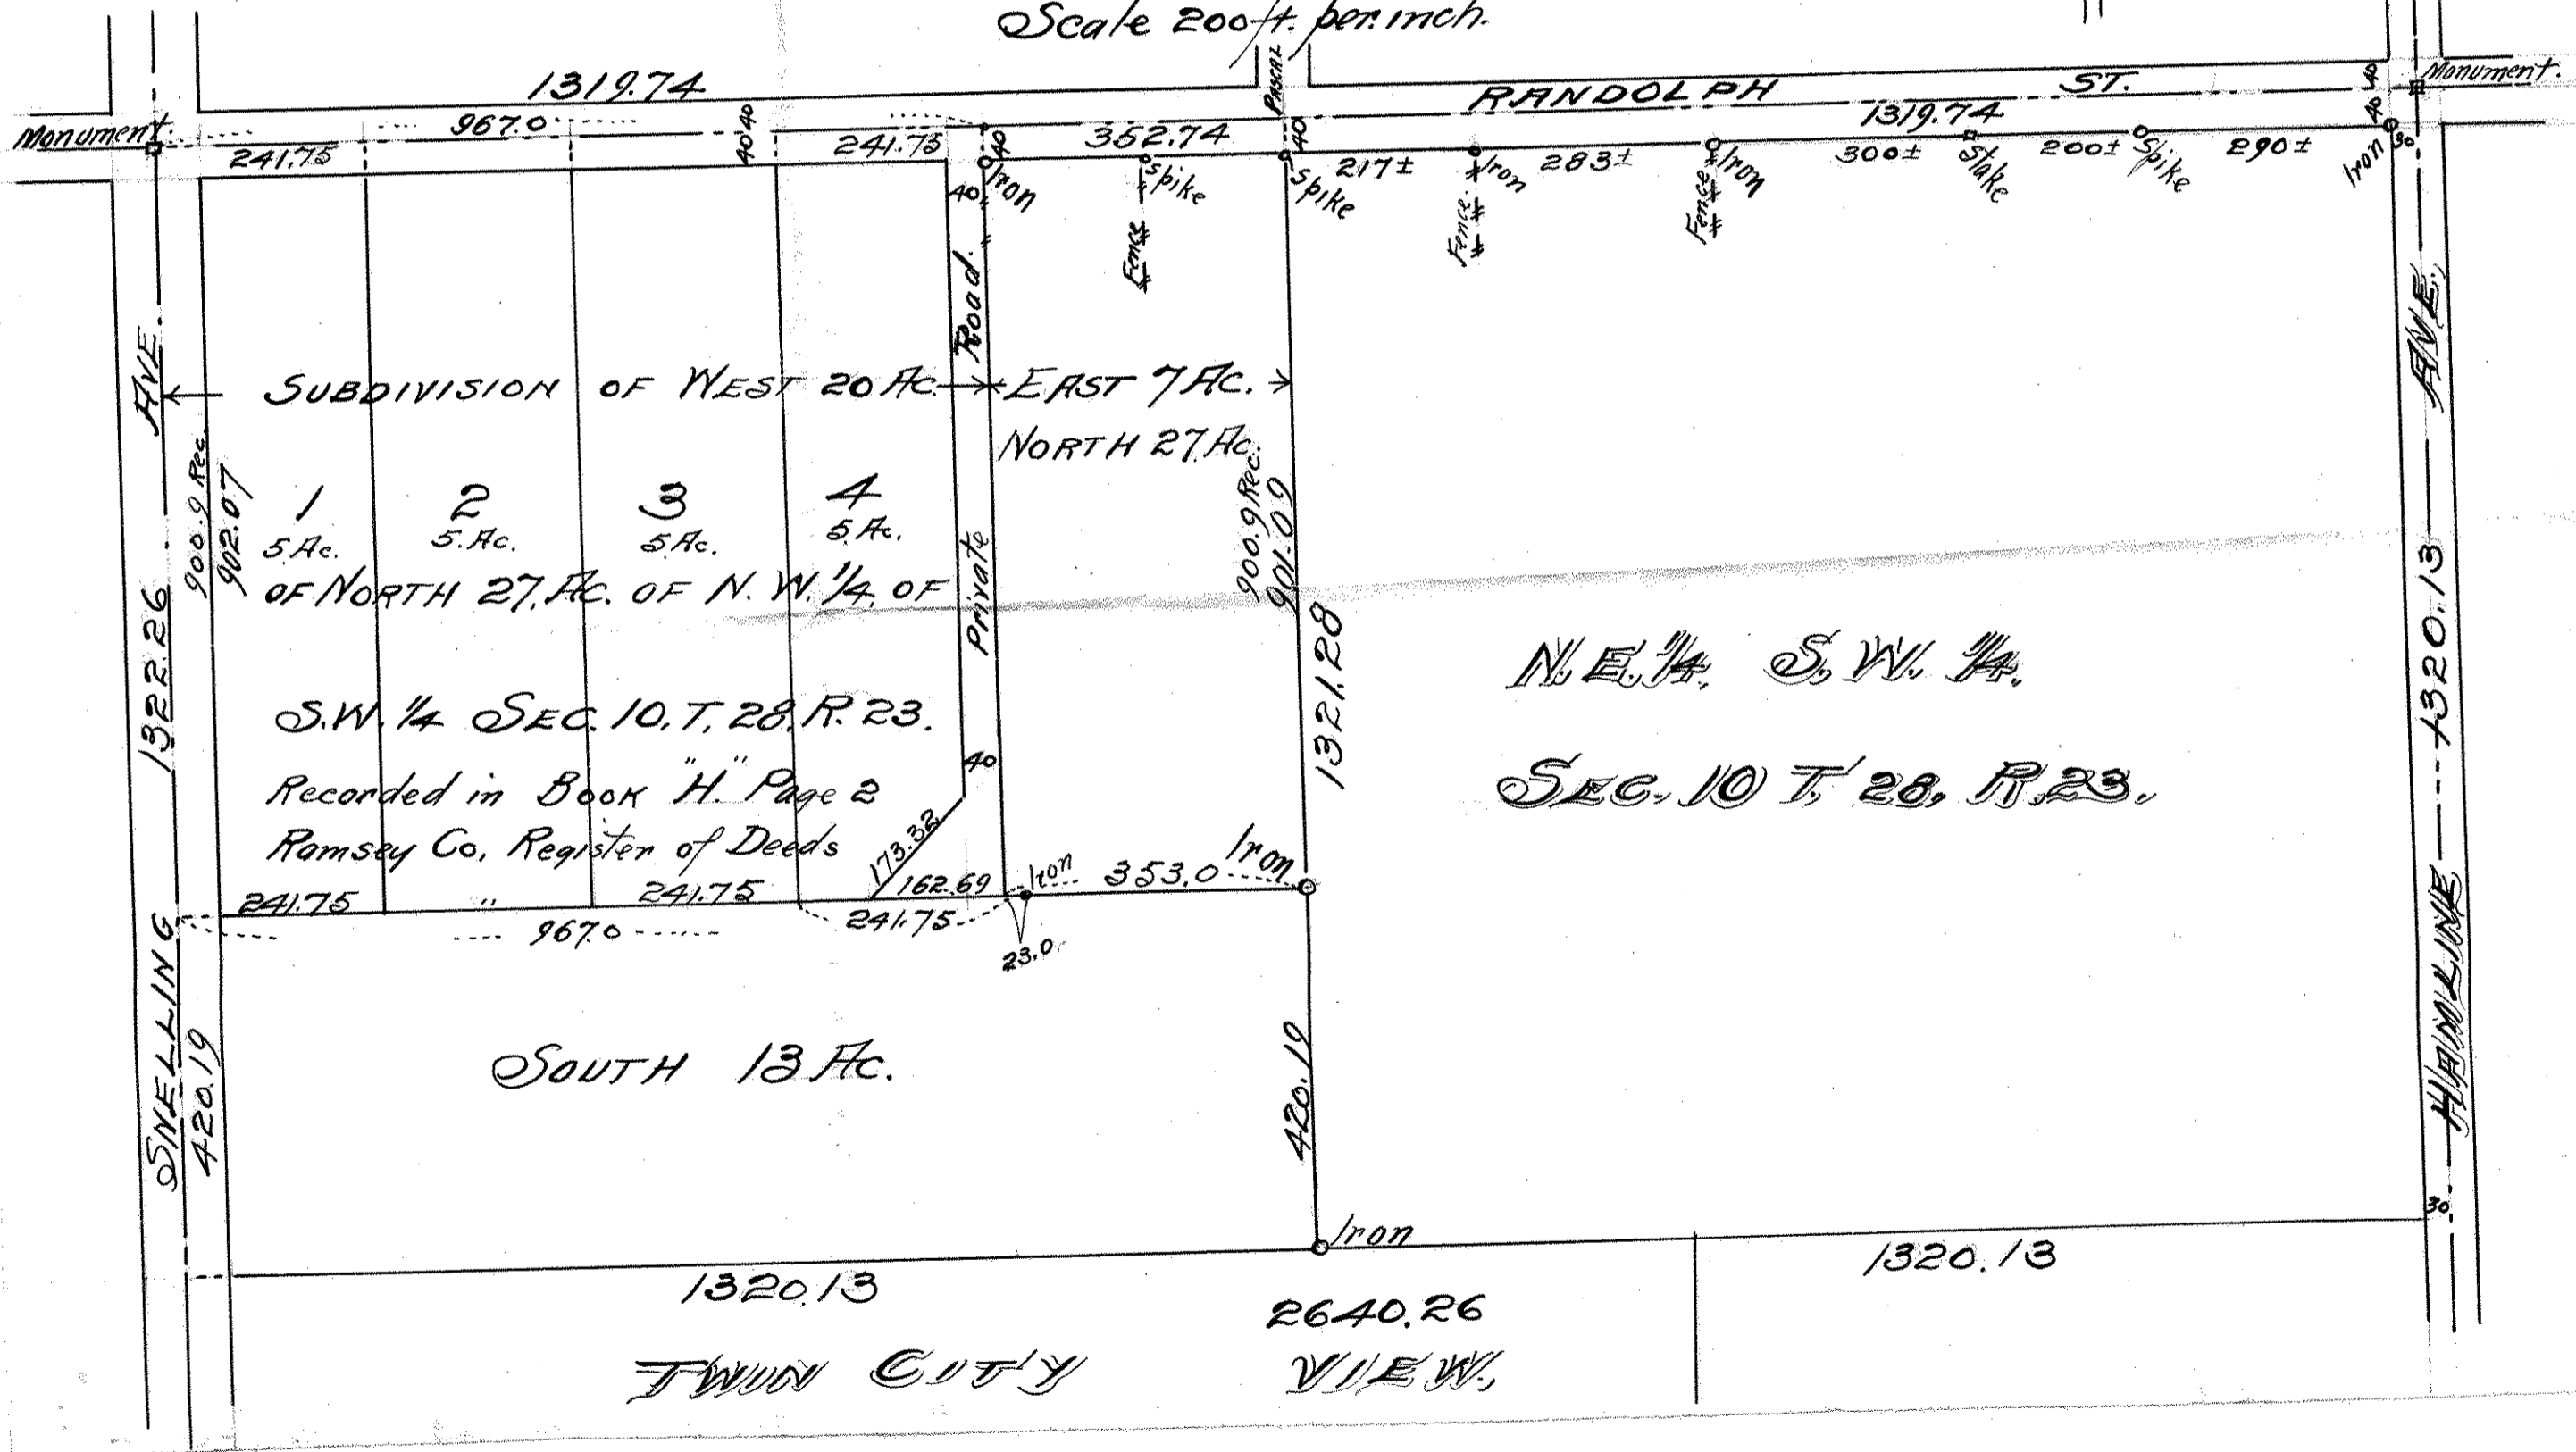 Scale 200 ft. per. inch.
PASCAL
1319.74
RANDOLPH ST.
40
Monument.
Monument.
967.0
40 40
1319.74
40
241.75
241.75
40
352.74
40
217±
283±
300±
200±
290±
30
Iron
Spike
Spike
Iron
Iron
Stake
Spike
Iron
40
Fence
Fence.
Fence
Private Road.
SNELLING AVE.
HAMLINE AVE.
SUBDIVISION OF WEST 20 AC.
EAST 7 AC.
NORTH 27 AC.
900.9 Rec.
902.07
900.9 Rec.
901.09
1 2 3 4
5 Ac. 5. Ac. 5 Ac. 5 Ac.
OF NORTH 27. AC. OF N. W. 1/4. OF
1322.26
1321.28
1320.13
N. E. 1/4. S. W. 1/4.
S. W. 1/4 SEC. 10. T. 28. R. 23.
SEC. 10 T. 28, R. 23.
40
Recorded in Book "H." Page 2
Ramsey Co. Register of Deeds
173.32
162.69
Iron
353.0
Iron
241.75
"
241.75
967.0
241.75
23.0
SOUTH 13 AC.
420.19
420.19
30
Iron
1320.13
1320.13
2640.26
TWIN CITY VIEW.